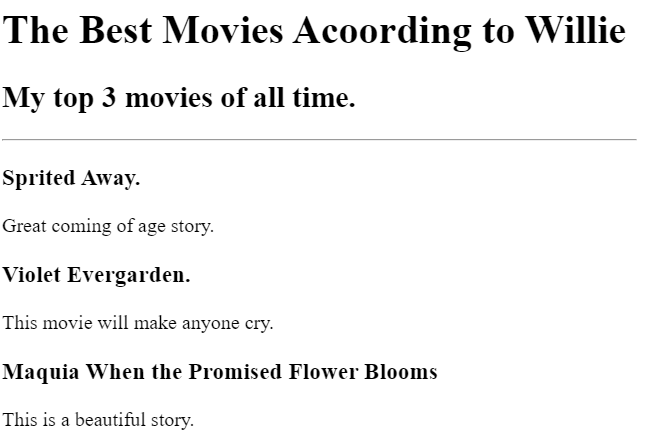 The Best Movies Acoording to Willie
My top 3 movies of all time.
Sprited Away.
Great coming of age story.
Violet Evergarden.
This movie will make anyone cry.
Maquia When the Promised Flower Blooms
This is a beautiful story.